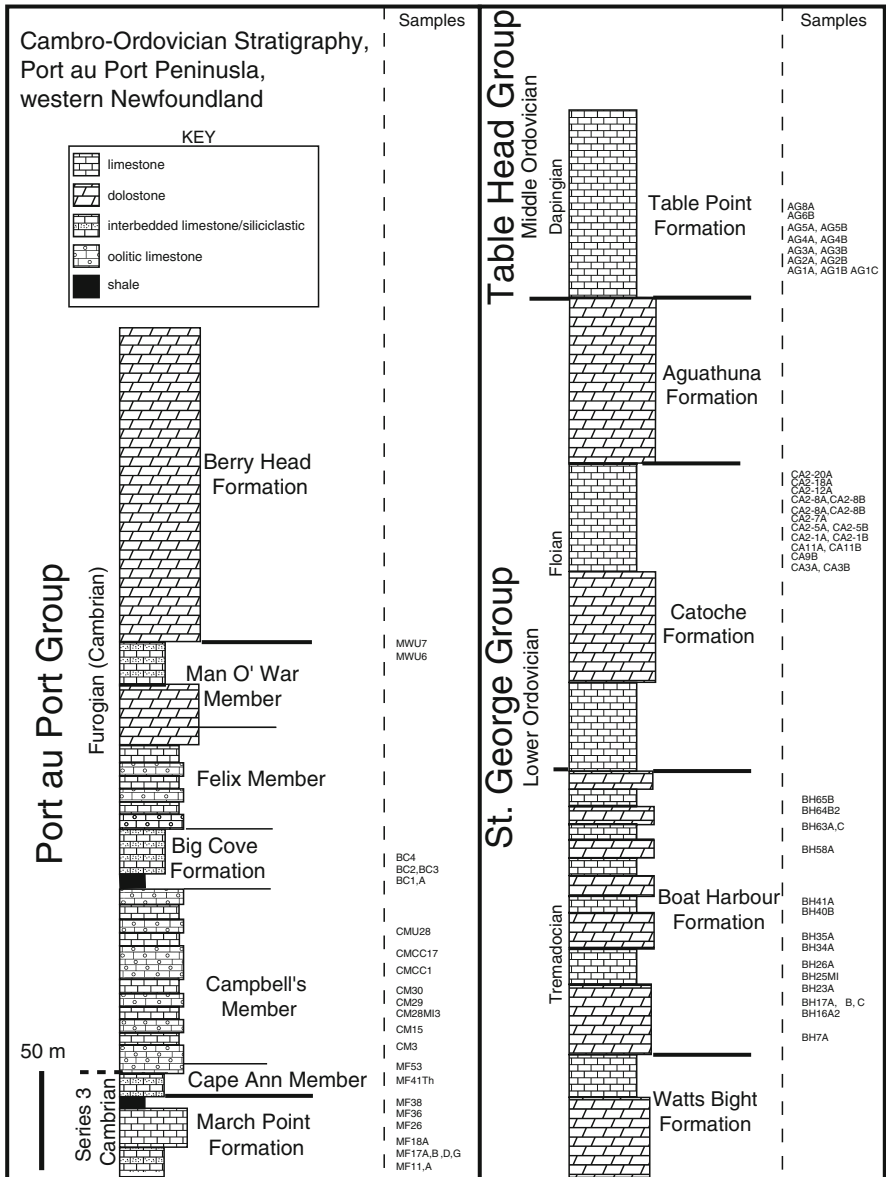 Cambro-Ordovician Stratigraphy,
Port au Port Peninusla,
western Newfoundland
Samples
KEY
limestone
dolostone
interbedded limestone/siliciclastic
oolitic limestone
shale
Port au Port Group
Furogian (Cambrian)
Series 3
Cambrian
50 m
Berry Head
Formation
Man O' War
Member
Felix Member
Big Cove
Formation
Campbell's
Member
Cape Ann Member
March Point
Formation
MWU7
MWU6
BC4
BC2,BC3
BC1,A
CMU28
CMCC17
CMCC1
CM30
CM29
CM28MI3
CM15
CM3
MF53
MF41Th
MF38
MF36
MF26
MF18A
MF17A,B ,D,G
MF11,A
Samples
Table Head Group
Middle Ordovician
Dapingian
St. George Group
Lower Ordovician
Floian
Tremadocian
Table Point
Formation
Aguathuna
Formation
Catoche
Formation
Boat Harbour
Formation
Watts Bight
Formation
AG8A
AG6B
AG5A, AG5B
AG4A, AG4B
AG3A, AG3B
AG2A, AG2B
AG1A, AG1B AG1C
CA2-20A
CA2-18A
CA2-12A
CA2-8A,CA2-8B
CA2-8A,CA2-8B
CA2-7A
CA2-5A, CA2-5B
CA2-1A, CA2-1B
CA11A, CA11B
CA9B
CA3A, CA3B
BH65B
BH64B2
BH63A,C
BH58A
BH41A
BH40B
BH35A
BH34A
BH26A
BH25MI
BH23A
BH17A, B, C
BH16A2
BH7A